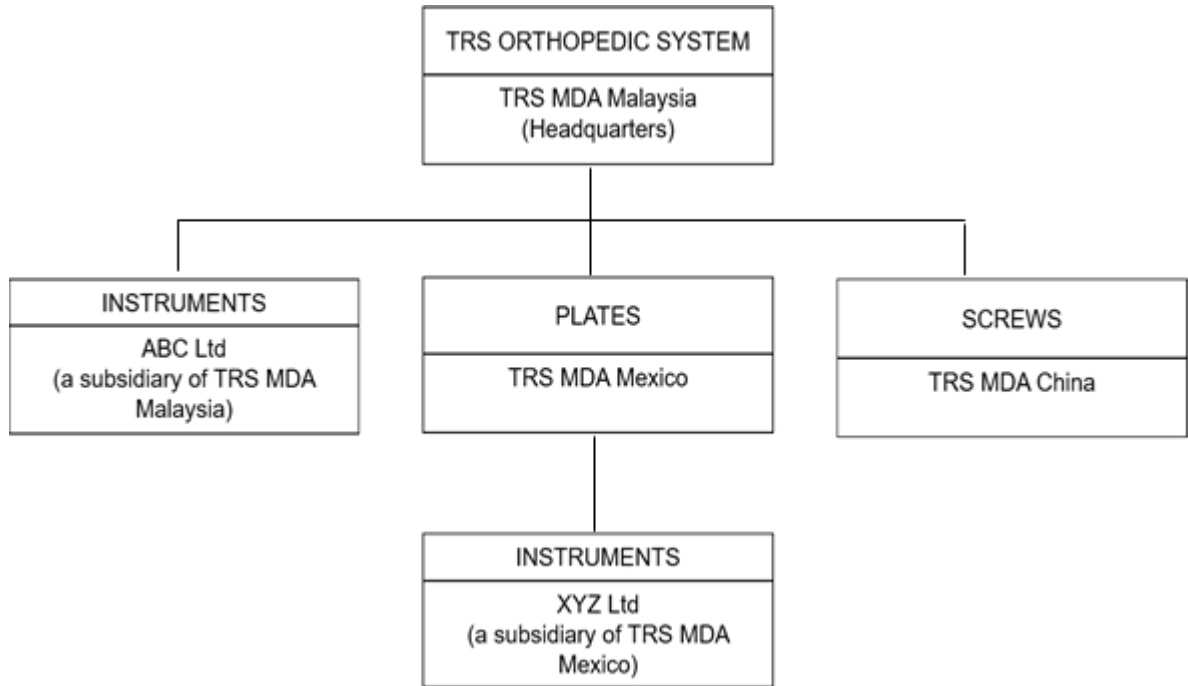 TRS ORTHOPEDIC SYSTEM
TRS MDA Malaysia
(Headquarters)
INSTRUMENTS
ABC Ltd
(a subsidiary of TRS MDA
Malaysia)
PLATES
TRS MDA Mexico
SCREWS
TRS MDA China
INSTRUMENTS
XYZ Ltd
(a subsidiary of TRS MDA
Mexico)